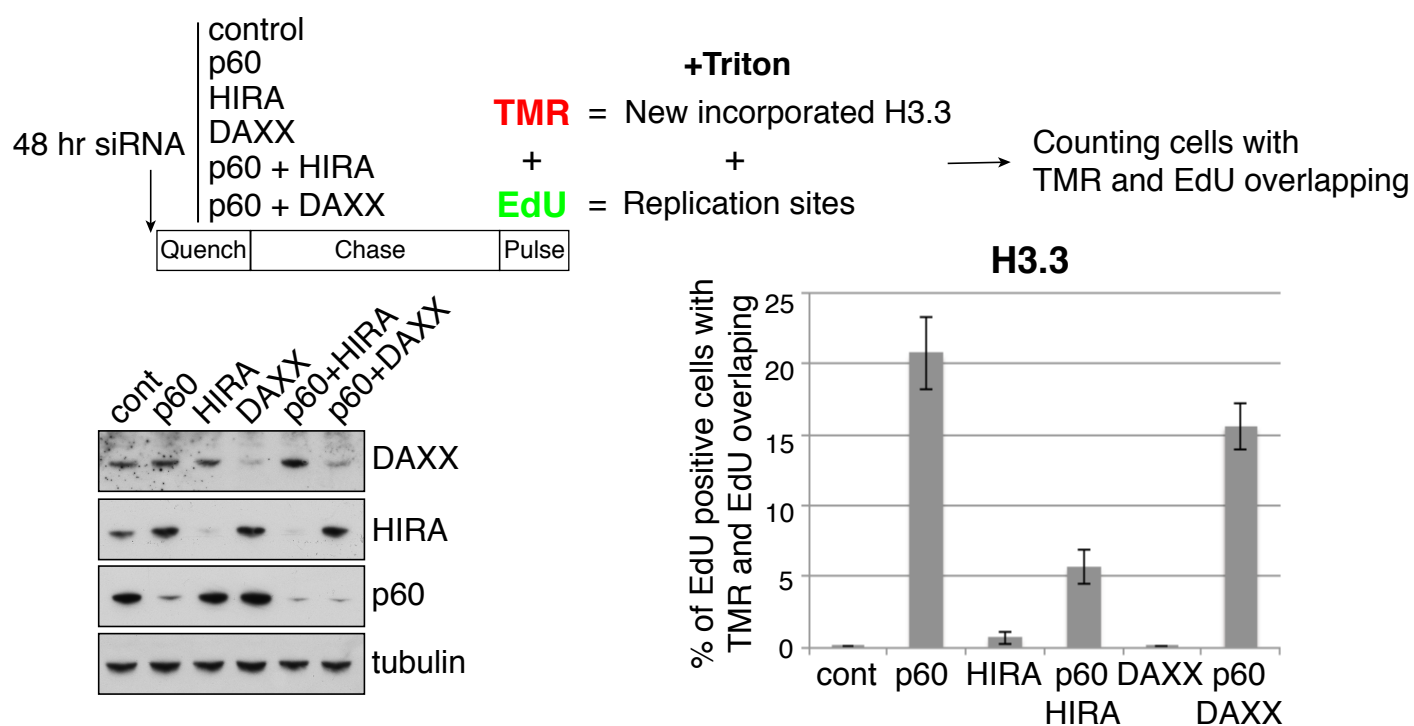 control
p60
HIRA
DAXX
p60 + HIRA
p60 + DAXX
48 hr siRNA
+Triton
TMR = New incorporated H3.3
+ +
EdU = Replication sites
Counting cells with
TMR and EdU overlapping
Quench Chase Pulse
cont p60 HIRA DAXX p60+HIRA p60+DAXX
DAXX
HIRA
p60
tubulin
H3.3
% of EdU positive cells with
TMR and EdU overlaping
25
20
15
10
5
0
cont p60 HIRA p60 DAXX p60
HIRA DAXX